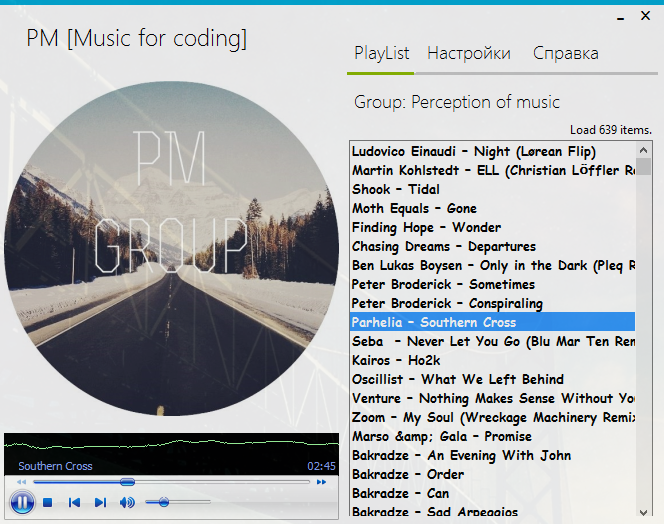 PM [Music for coding]
PlayList Настройки Справка
Group: Perception of music
Load 639 items.
PM
GROUP
Ludovico Einaudi - Night (Lørean Flip)
Martin Kohlstedt - ELL (Christian Löffler Re
Shook - Tidal
Moth Equals - Gone
Finding Hope - Wonder
Chasing Dreams - Departures
Ben Lukas Boysen - Only in the Dark (Pleq R
Peter Broderick - Sometimes
Peter Broderick - Conspiraling
Parhelia - Southern Cross
Seba  - Never Let You Go (Blu Mar Ten Rem
Kairos - Ho2k
Oscillist - What We Left Behind
Venture - Nothing Makes Sense Without You
Zoom - My Soul (Wreckage Machinery Remix
Marso &amp; Gala - Promise
Bakradze - An Evening With John
Bakradze - Order
Bakradze - Can
Bakradze - Sad Arpeggios
Southern Cross 02:45